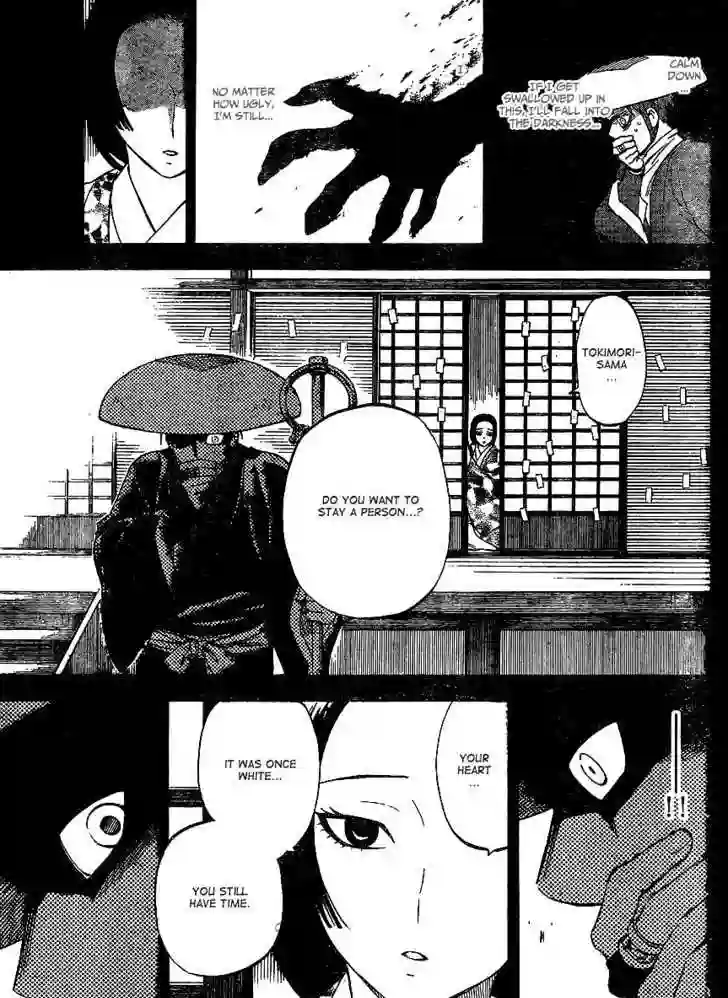 CALM
DOWN
...
IF I GET
SWALLOWED UP IN
THIS, I'LL FALL INTO
THE DARKNESS...
NO MATTER
HOW UGLY,
I'M STILL...
TOKIMORI-
SAMA
...
DO YOU WANT TO
STAY A PERSON...?
!!
YOUR
HEART
...
IT WAS ONCE
WHITE...
YOU STILL
HAVE TIME.